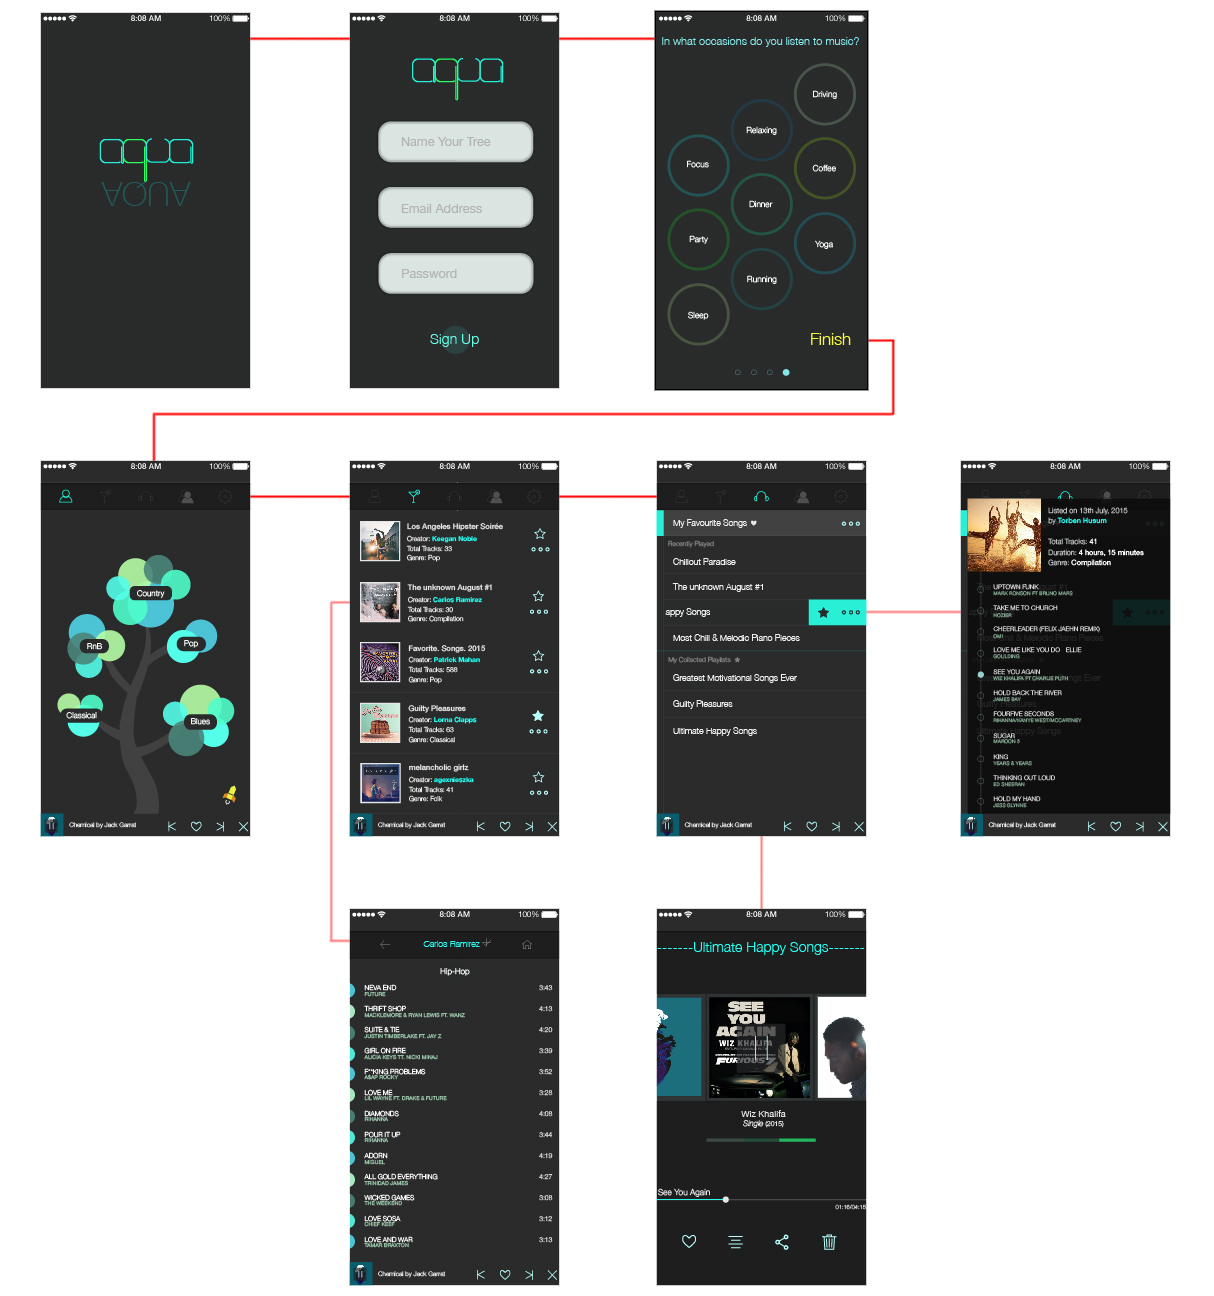 8:08 AM 100%
aqua
AQUA
8:08 AM 100%
aqua
Name Your Tree
Email Address
Password
Sign Up
8:08 AM 100%
In what occasions do you listen to music?
Driving
Relaxing
Focus
Coffee
Dinner
Party
Yoga
Running
Sleep
Finish
8:08 AM 100%
Country
RnB
Pop
Classical
Blues
Chemical by Jack Garrat
8:08 AM 100%
Los Angeles Hipster Soirée
Creator: Keegan Noble
Total Tracks: 33
Genre: Pop
The unknown August #1
Creator: Carlos Ramirez
Total Tracks: 30
Genre: Compilation
Favorite. Songs. 2015
Creator: Patrick Mahan
Total Tracks: 588
Genre: Pop
Guilty Pleasures
Creator: Lorna Clapps
Total Tracks: 63
Genre: Classical
melancholic girlz
Creator: agexnieszka
Total Tracks: 41
Genre: Folk
Chemical by Jack Garrat
8:08 AM 100%
My Favourite Songs
Recently Played
Chillout Paradise
The unknown August #1
appy Songs
Most Chill & Melodic Piano Pieces
My Collected Playlists
Greatest Motivational Songs Ever
Guilty Pleasures
Ultimate Happy Songs
Chemical by Jack Garrat
8:08 AM 100%
Listed on 13th July, 2015
by Torben Husum
Total Tracks: 41
Duration: 4 hours, 15 minutes
Genre: Compilation
UPTOWN FUNK
MARK RONSON FT BRUNO MARS
TAKE ME TO CHURCH
HOZIER
CHEERLEADER (FELIX JAEHN REMIX)
OMI
LOVE ME LIKE YOU DO ELLIE
GOULDING
SEE YOU AGAIN
WIZ KHALIFA FT CHARLIE PUTH
HOLD BACK THE RIVER
JAMES BAY
FOURFIVE SECONDS
RIHANNA/KANYE WEST/MCCARTNEY
SUGAR
MAROON 5
KING
YEARS & YEARS
THINKING OUT LOUD
ED SHEERAN
HOLD MY HAND
JESS GLYNNE
Chemical by Jack Garrat
8:08 AM 100%
Carlos Ramirez
Hip-Hop
NEVA END 3:43
FUTURE
THRIFT SHOP 4:13
MACKLEMORE & RYAN LEWIS FT. WANZ
SUITE & TIE 4:20
JUSTIN TIMBERLAKE FT. JAY Z
GIRL ON FIRE 3:39
ALICIA KEYS TT. NICKI MINAJ
F**KING PROBLEMS 3:52
A$AP ROCKY
LOVE ME 3:28
LIL WAYNE FT. DRAKE & FUTURE
DIAMONDS 4:08
RIHANNA
POUR IT UP 3:44
RIHANNA
ADORN 4:19
MIGUEL
ALL GOLD EVERYTHING 4:27
TRINIDAD JAMES
WICKED GAMES 3:08
THE WEEKEND
LOVE SOSA 3:12
CHIEF KEEF
LOVE AND WAR 3:13
TAMAR BRAXTON
Chemical by Jack Garrat
8:08 AM 100%
-------Ultimate Happy Songs-------
SEE
YOU
AGAIN
WIZ KHALIFA
FURIOUS 7
Wiz Khalifa
Single (2015)
See You Again
01:16/04:18